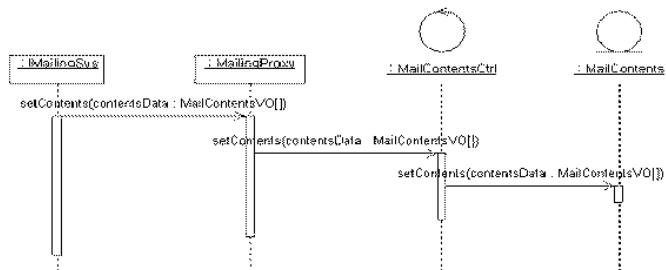 : IMailingSys
: MailingProxy
: MailContentsCtrl
: MailContents
setContents(contentsData : MailContentsVO[])
setContents(contentsData : MailContentsVO[])
setContents(contentsData : MailContentsVO[])